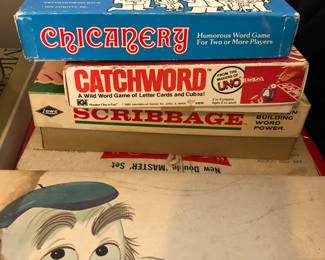 CHICANERY
Humorous Word Game
For Two or More Players
CATCHWORD
A Wild Word Game of Letter Cards and Cubes!
FROM THE MAKERS OF
UNO
Lowe
SCRIBBAGE
BUILDING
WORD
POWER.
New Double 'MASTER' Set